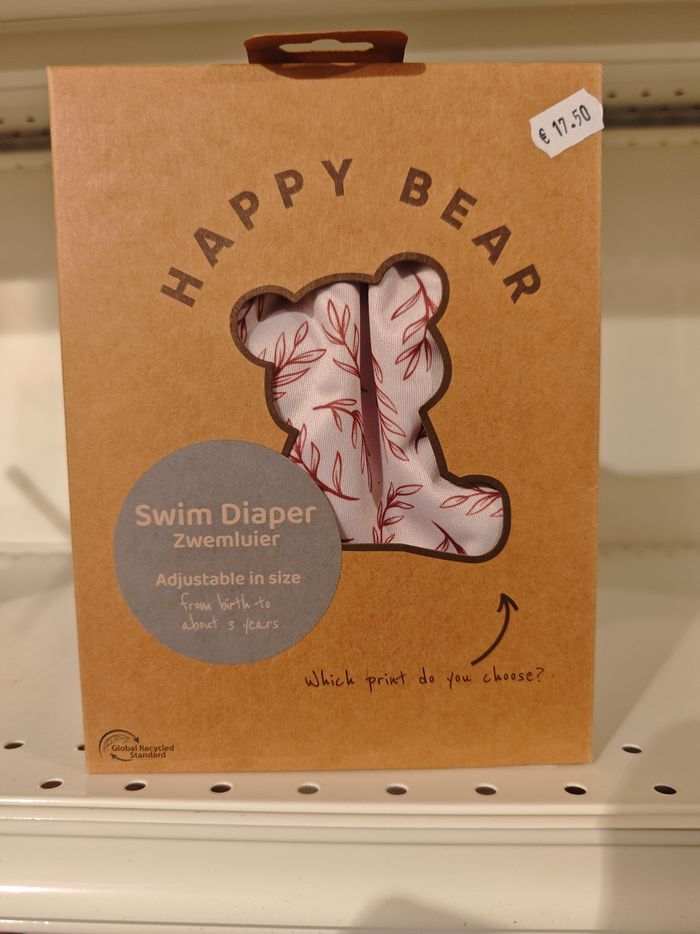 € 17.50
HAPPY BEAR
Swim Diaper
Zwemluier
Adjustable in size
from birth to
about 3 years
Which print do you choose?
Global Recycled
Standard